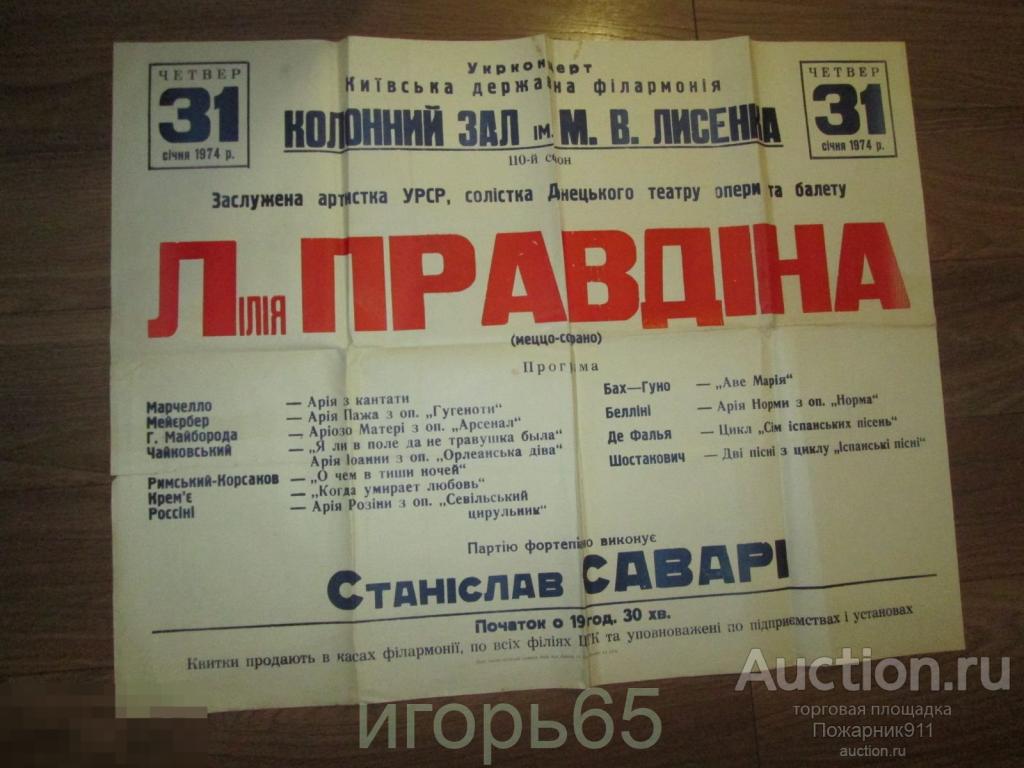 Укрконцерт
Київська державна філармонія
ЧЕТВЕР
31
січня 1974 р.
КОЛОННИЙ ЗАЛ ІМ. М. В. ЛИСЕНКА
ЧЕТВЕР
31
січня 1974 р.
110-й сезон
Заслужена артистка УРСР, солістка Днецького театру опери та балету
Лілія ПРАВДІНА
(меццо-сопрано)
Програма
Марчелло — Арія з кантати
Мейєрбер — Арія Пажа з оп. „Гугеноти“
Г. Майборода — Аріозо Матері з оп. „Арсенал“
Чайковський — „Я ли в поле да не травушка была“
Арія Іоанни з оп. „Орлеанська діва“
Римський-Корсаков — „О чем в тиши ночей“
Крем'є — „Когда умирает любовь“
Россіні — Арія Розіни з оп. „Севільський
цирульник“
Бах—Гуно — „Аве Марія“
Белліні — Арія Норми з оп. „Норма“
Де Фалья — Цикл „Сім іспанських пісень“
Шостакович — Дві пісні з циклу „Іспанські пісні“
Партію фортепіано виконує
Станіслав САВАРІ
Початок о 19 год. 30 хв.
Квитки продають в касах філармонії, по всіх філіях ЦТК та уповноважені по підприємствах і установах
Auction.ru
торговая площадка
Пожарник911
auction.ru
игорь65